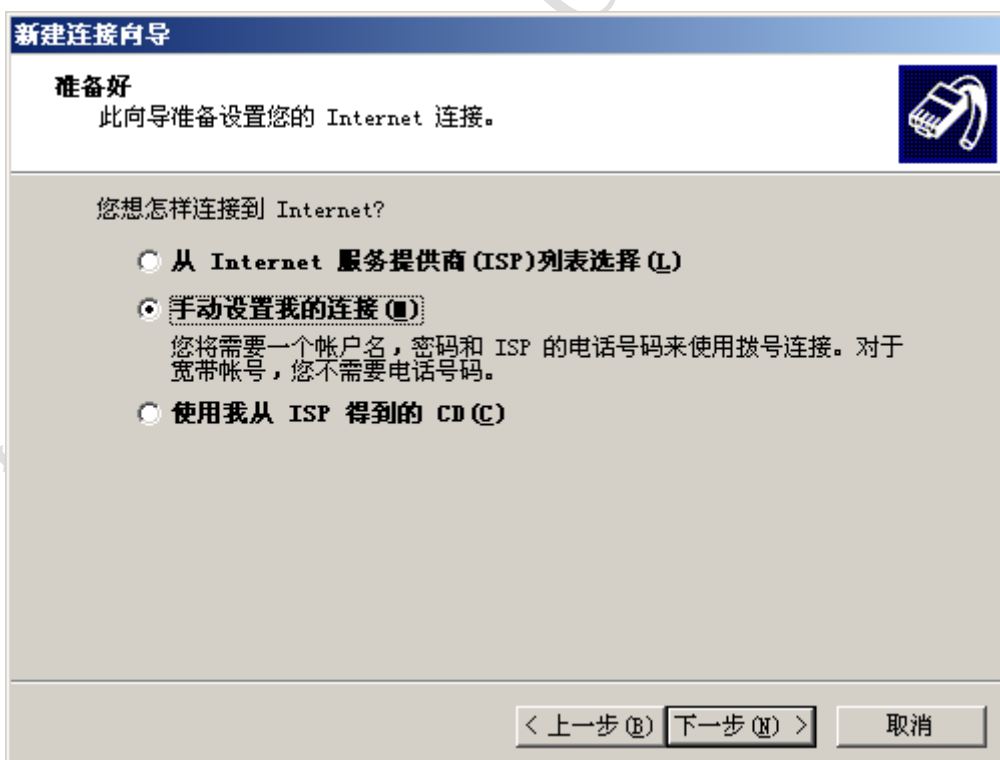 新建连接向导
准备好
此向导准备设置您的 Internet 连接。
您想怎样连接到 Internet?
从 Internet 服务提供商(ISP)列表选择(L)
手动设置我的连接(M)
您将需要一个帐户名，密码和 ISP 的电话号码来使用拨号连接。对于
宽带帐号，您不需要电话号码。
使用我从 ISP 得到的 CD(C)
< 上一步(B) 下一步(N) > 取消